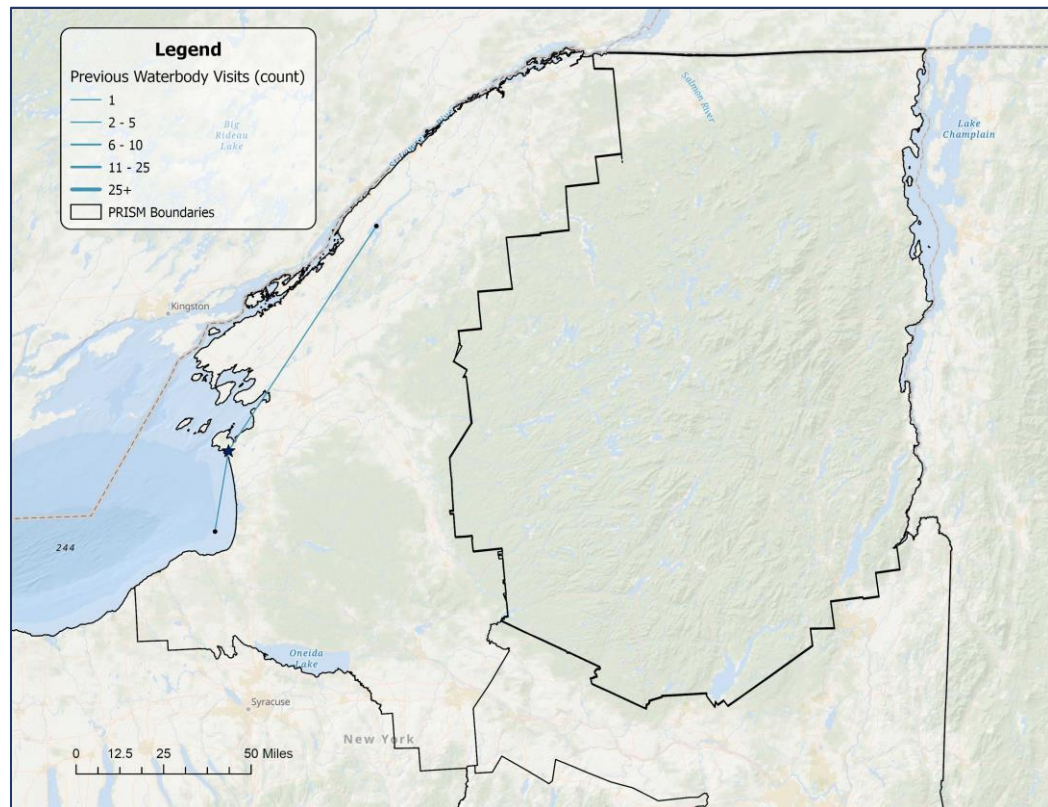 Legend
Previous Waterbody Visits (count)
1
2 - 5
6 - 10
11 - 25
25+
PRISM Boundaries
Big
Rideau
Lake
Salmon
River
Lake
Champlain
Kingston
244
Oneida
Lake
Syracuse
New York
0 12.5 25 50 Miles